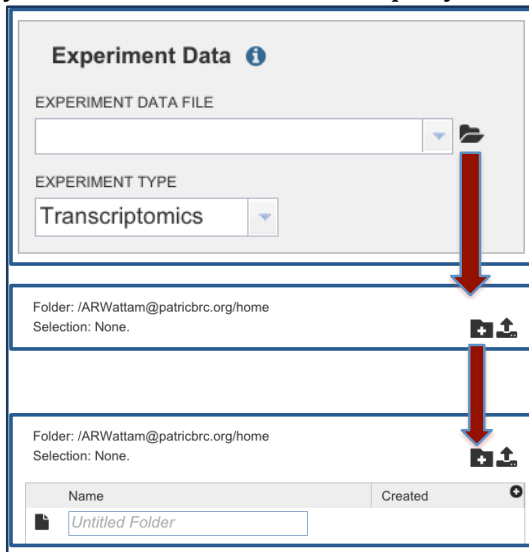 Experiment Data
EXPERIMENT DATA FILE
EXPERIMENT TYPE
Transcriptomics
Folder: /ARWattam@patricbrc.org/home
Selection: None.
Folder: /ARWattam@patricbrc.org/home
Selection: None.
Name Created
Untitled Folder